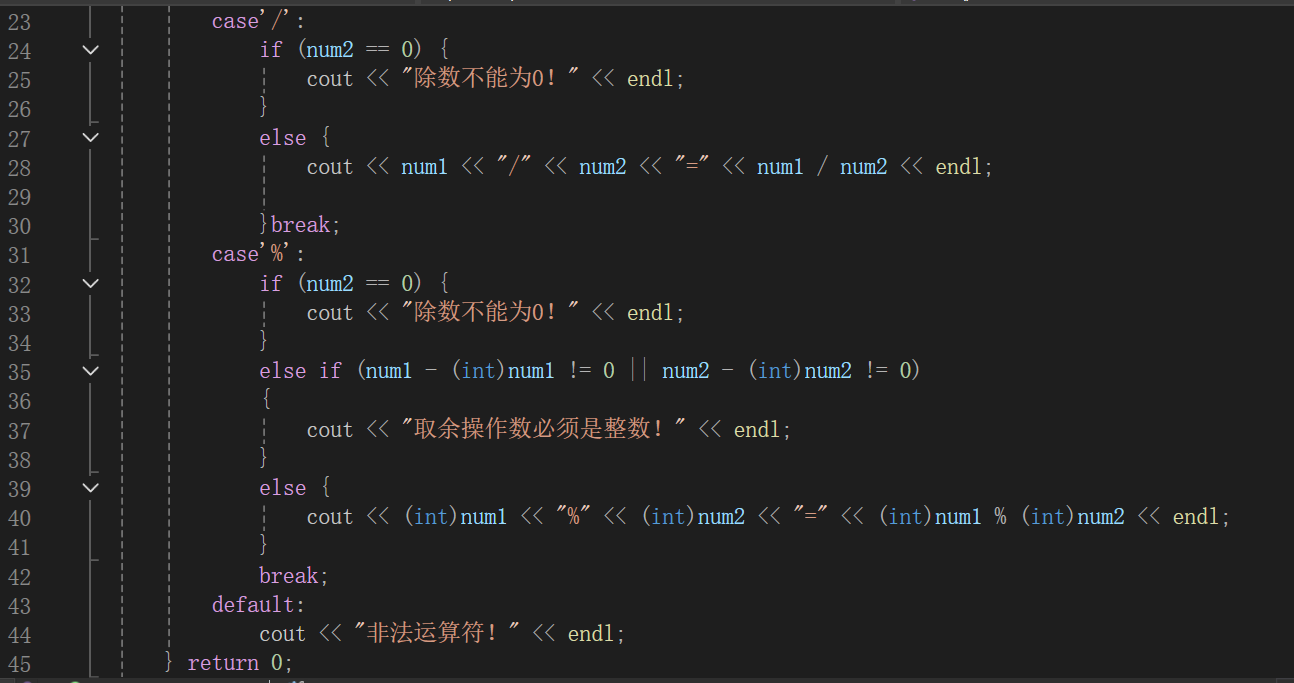 23 case'/':
24 if (num2 == 0) {
25 cout << "除数不能为0！" << endl;
26 }
27 else {
28 cout << num1 << "/" << num2 << "=" << num1 / num2 << endl;
29
30 }break;
31 case'%':
32 if (num2 == 0) {
33 cout << "除数不能为0！" << endl;
34 }
35 else if (num1 - (int)num1 != 0 || num2 - (int)num2 != 0)
36 {
37 cout << "取余操作数必须是整数！" << endl;
38 }
39 else {
40 cout << (int)num1 << "%" << (int)num2 << "=" << (int)num1 % (int)num2 << endl;
41 }
42 break;
43 default:
44 cout << "非法运算符！" << endl;
45 } return 0;